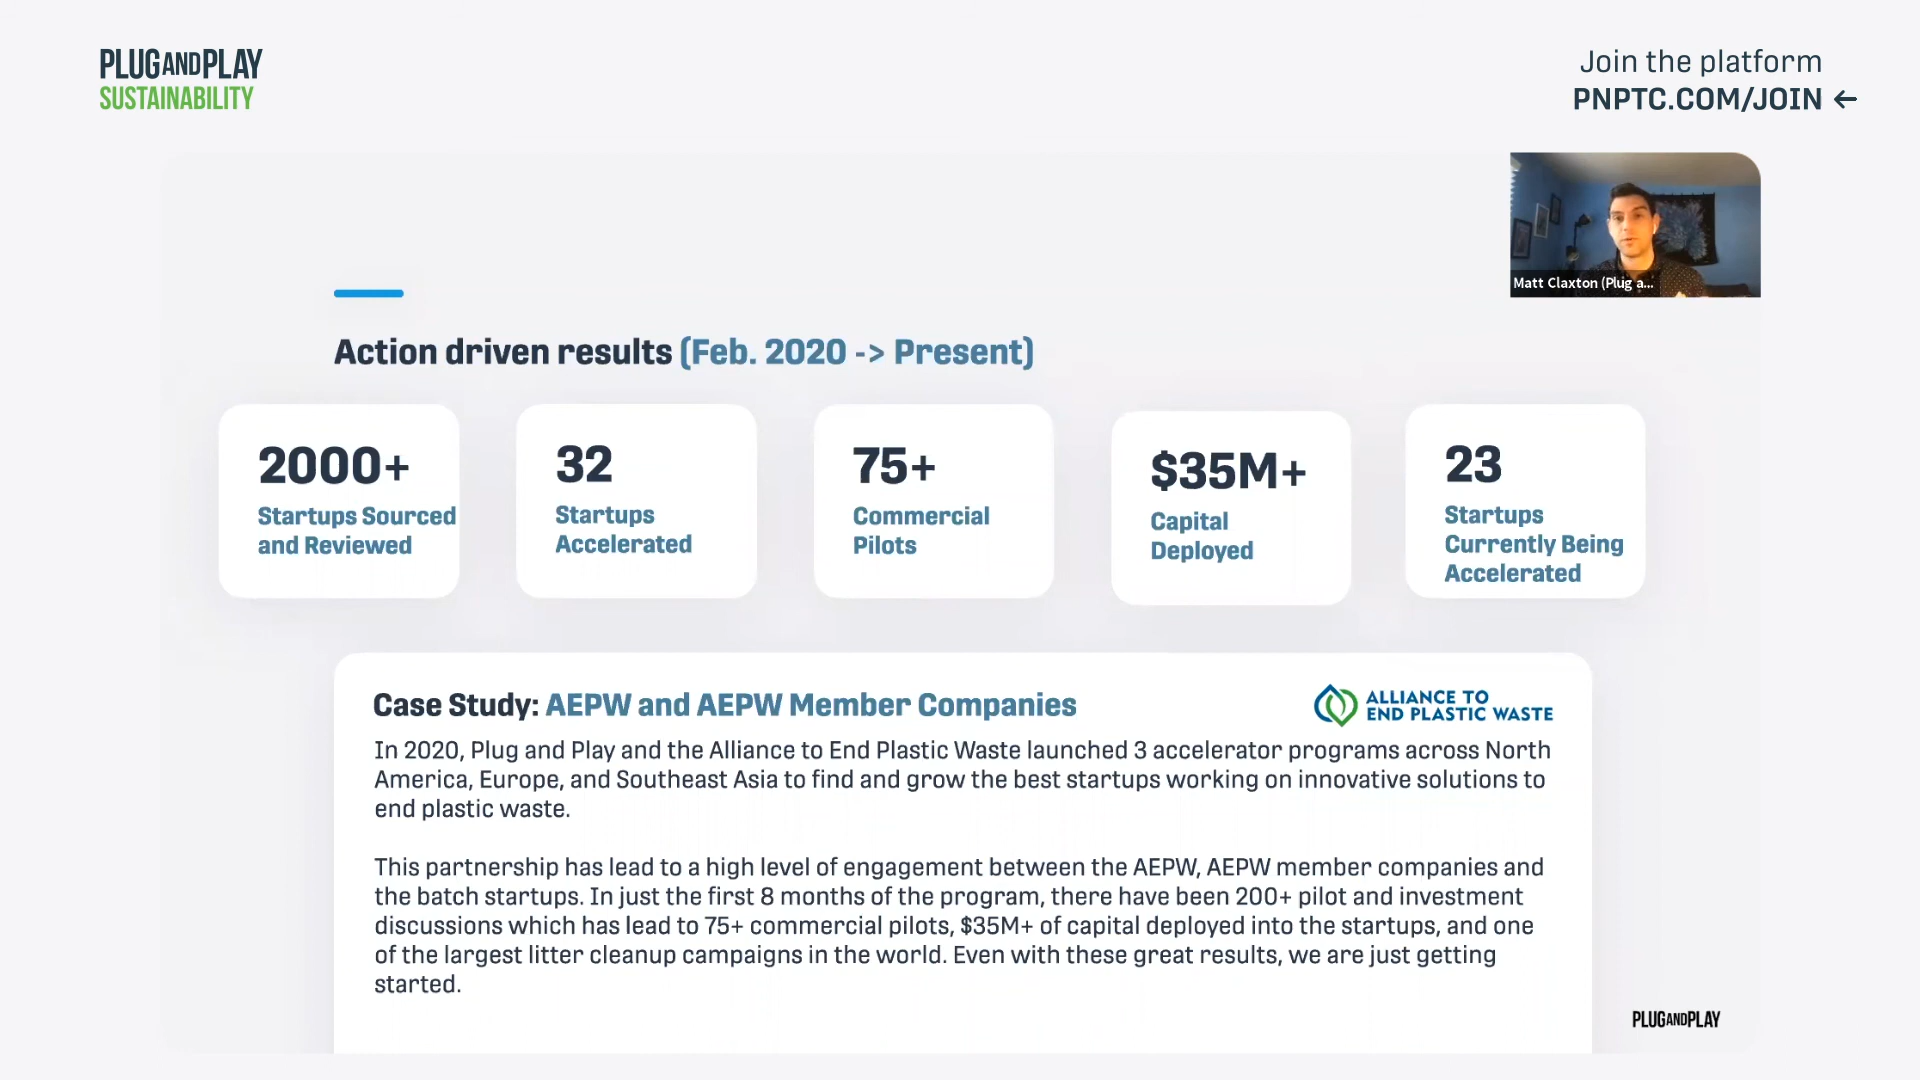 PLUGANDPLAY
SUSTAINABILITY
Join the platform
PNPTC.COM/JOIN ←
Matt Claxton (Plug a...
Action driven results (Feb. 2020 -> Present)
2000+
Startups Sourced
and Reviewed
32
Startups
Accelerated
75+
Commercial
Pilots
$35M+
Capital
Deployed
23
Startups
Currently Being
Accelerated
Case Study: AEPW and AEPW Member Companies
ALLIANCE TO
END PLASTIC WASTE
In 2020, Plug and Play and the Alliance to End Plastic Waste launched 3 accelerator programs across North
America, Europe, and Southeast Asia to find and grow the best startups working on innovative solutions to
end plastic waste.
This partnership has lead to a high level of engagement between the AEPW, AEPW member companies and
the batch startups. In just the first 8 months of the program, there have been 200+ pilot and investment
discussions which has lead to 75+ commercial pilots, $35M+ of capital deployed into the startups, and one
of the largest litter cleanup campaigns in the world. Even with these great results, we are just getting
started.
PLUGANDPLAY